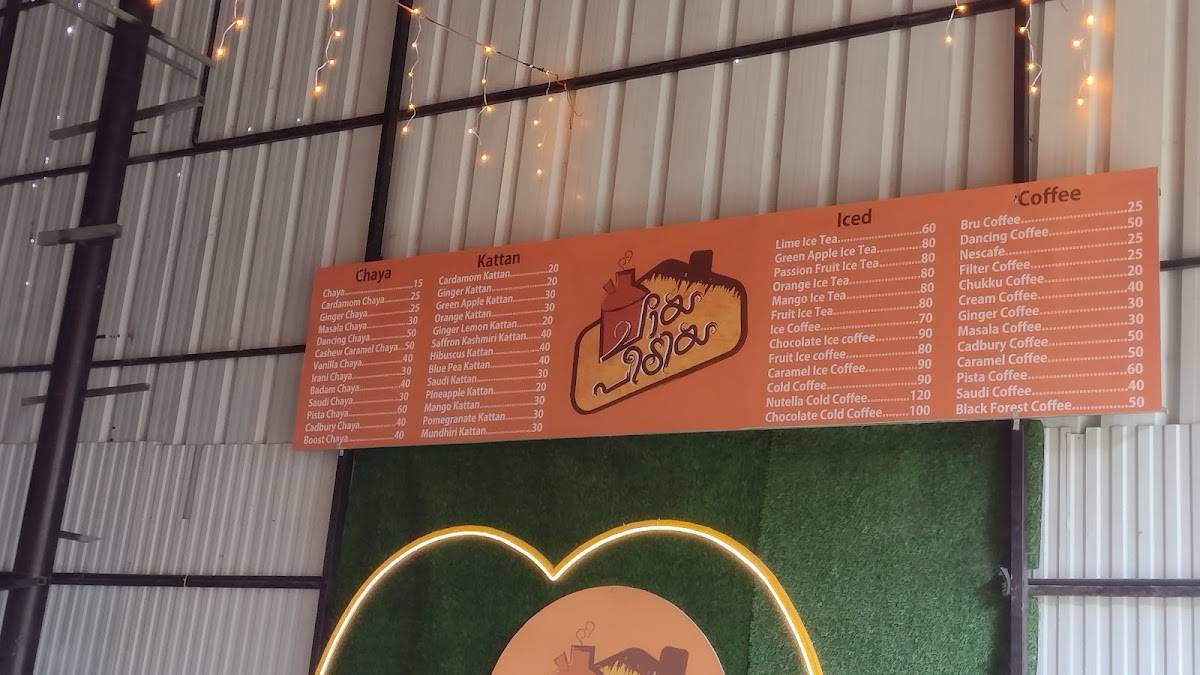 Chaya
Chaya....................15
Cardamom Chaya........25
Ginger Chaya............25
Masala Chaya............30
Dancing Chaya...........50
Cashew Caramel Chaya...50
Vanilla Chaya............40
Irani Chaya..............30
Badam Chaya............40
Saudi Chaya.............30
Pista Chaya..............60
Cadbury Chaya..........40
Boost Chaya.............40
Kattan
Cardamom Kattan..........20
Ginger Kattan..............20
Green Apple Kattan........30
Orange Kattan..............30
Ginger Lemon Kattan.......20
Saffron Kashmiri Kattan....40
Hibuscus Kattan............40
Blue Pea Kattan............40
Saudi Kattan................30
Pineapple Kattan...........20
Mango Kattan..............30
Pomegranate Kattan.......30
Mundhiri Kattan............30
Iced
Lime Ice Tea.......................60
Green Apple Ice Tea............80
Passion Fruit Ice Tea............80
Orange Ice Tea...................80
Mango Ice Tea...................80
Fruit Ice Tea......................80
Ice Coffee.........................70
Chocolate Ice coffee...........90
Fruit Ice coffee...................80
Caramel Ice Coffee.............90
Cold Coffee.......................90
Nutella Cold Coffee...........120
Chocolate Cold Coffee.......100
Coffee
Bru Coffee...........................25
Dancing Coffee....................50
Nescafe..............................25
Filter Coffee........................25
Chukku Coffee....................20
Cream Coffee.....................40
Ginger Coffee.....................30
Masala Coffee.....................30
Cadbury Coffee...................50
Caramel Coffee...................50
Pista Coffee........................60
Saudi Coffee.......................40
Black Forest Coffee..............50